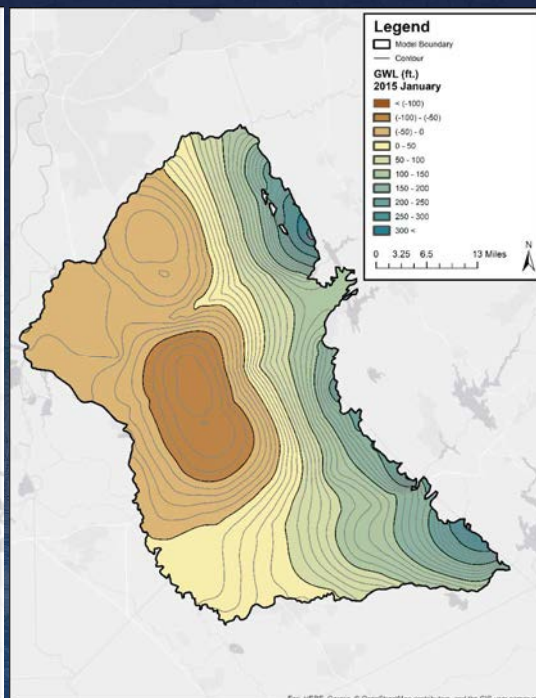 Legend
Model Boundary
Contour
GWL (ft.)
2015 January
< (-100)
(-100) - (-50)
(-50) - 0
0 - 50
50 - 100
100 - 150
150 - 200
200 - 250
250 - 300
300 <
N
0 3.25 6.5 13 Miles